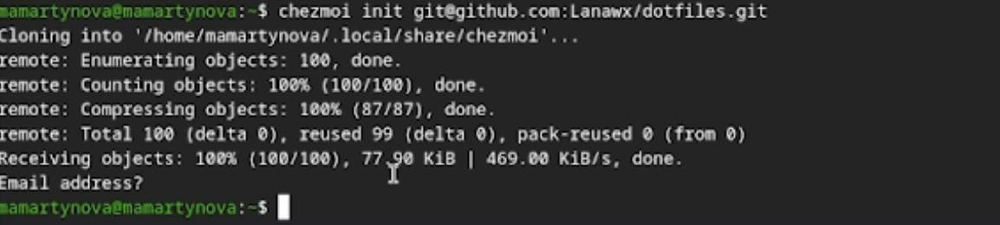 mamartynova@mamartynova:~$ chezmoi init git@github.com:Lanawx/dotfiles.git
Cloning into '/home/mamartynova/.local/share/chezmoi'...
remote: Enumerating objects: 100, done.
remote: Counting objects: 100% (100/100), done.
remote: Compressing objects: 100% (87/87), done.
remote: Total 100 (delta 0), reused 99 (delta 0), pack-reused 0 (from 0)
Receiving objects: 100% (100/100), 77.90 KiB | 469.00 KiB/s, done.
Email address?
mamartynova@mamartynova:~$